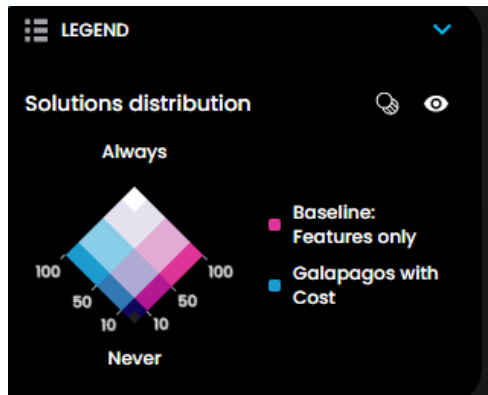 LEGEND
Solutions distribution
Always
Baseline:
Features only
Galapagos with
Cost
100 100
50 50
10 10
Never